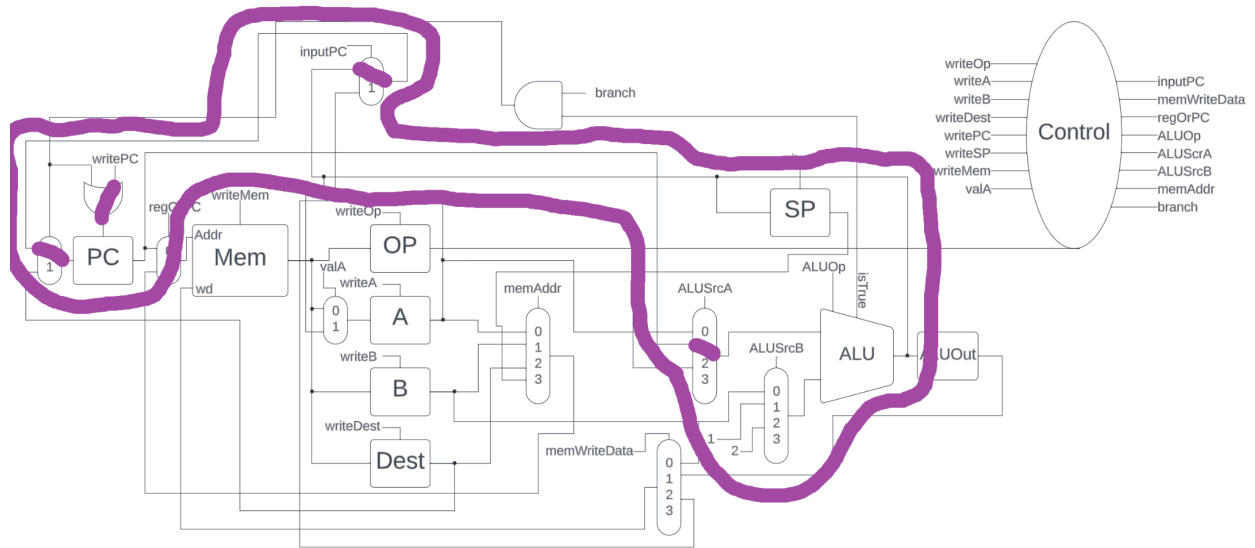 inputPC
1
branch
writePC
1
PC
writeMem
Addr
Mem
wd
writeOp
OP
valA
0
1
writeA
A
writeB
B
writeDest
Dest
memAddr
0
1
2
3
memWriteData
0
1
2
3
ALUSrcA
0
2
3
ALUSrcB
0
1
2
3
1
2
ALUOp
isTrue
ALU
ALUOut
SP
Control
writeOp
writeA
writeB
writeDest
writePC
writeSP
writeMem
valA
inputPC
memWriteData
regOrPC
ALUOp
ALUScrA
ALUSrcB
memAddr
branch